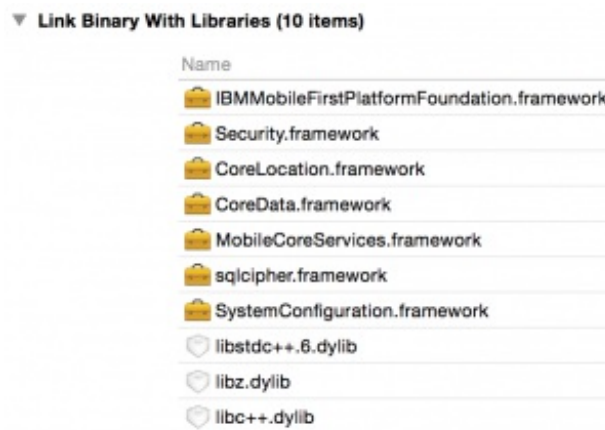 Link Binary With Libraries (10 items)
Name
IBMMobileFirstPlatformFoundation.framework
Security.framework
CoreLocation.framework
CoreData.framework
MobileCoreServices.framework
sqlcipher.framework
SystemConfiguration.framework
libstdc++.6.dylib
libz.dylib
libc++.dylib